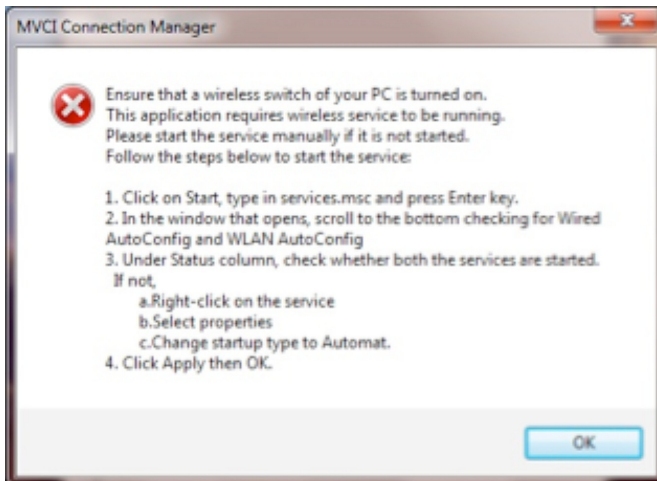 MVCI Connection Manager
Ensure that a wireless switch of your PC is turned on.
This application requires wireless service to be running.
Please start the service manually if it is not started.
Follow the steps below to start the service:
1. Click on Start, type in services.msc and press Enter key.
2. In the window that opens, scroll to the bottom checking for Wired
AutoConfig and WLAN AutoConfig
3. Under Status column, check whether both the services are started.
If not,
a.Right-click on the service
b.Select properties
c.Change startup type to Automat.
4. Click Apply then OK.
OK